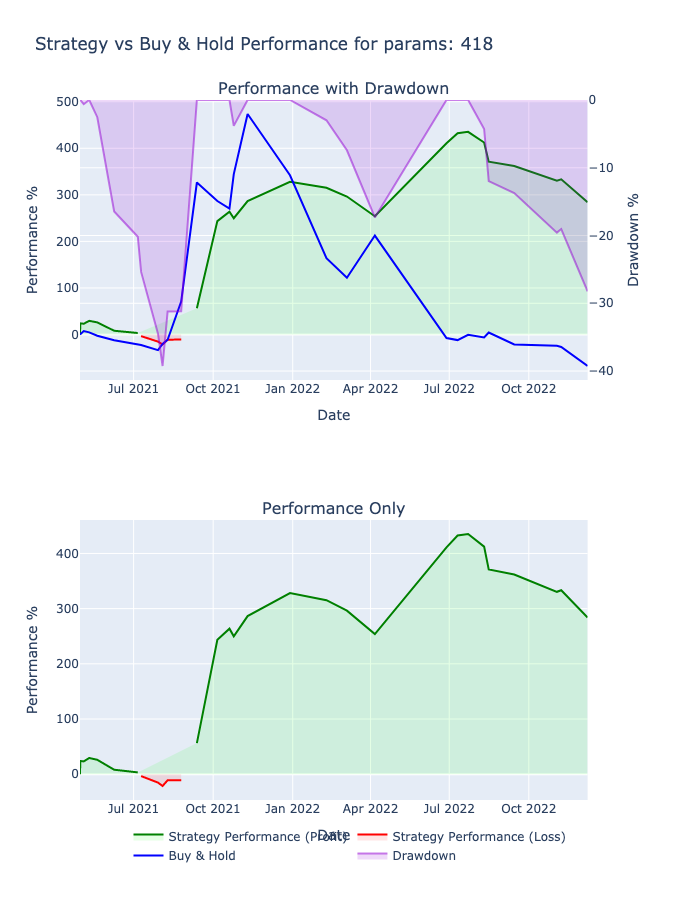 Strategy vs Buy & Hold Performance for params: 418
Performance with Drawdown
500
400
300
200
100
0
Performance %
0
−10
−20
−30
−40
Drawdown %
Jul 2021 Oct 2021 Jan 2022 Apr 2022 Jul 2022 Oct 2022
Date
Performance Only
400
300
200
100
0
Performance %
Jul 2021 Oct 2021 Jan 2022 Apr 2022 Jul 2022 Oct 2022
Date
Strategy Performance (Profit) Strategy Performance (Loss)
Buy & Hold Drawdown